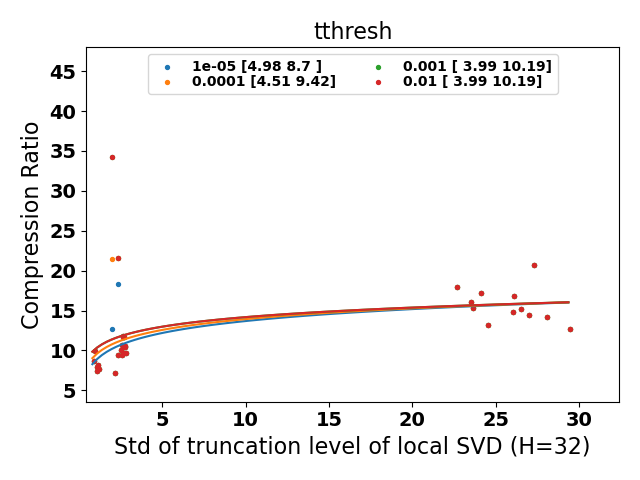 tthresh
1e-05 [4.98 8.7 ]
0.0001 [4.51 9.42]
0.001 [ 3.99 10.19]
0.01 [ 3.99 10.19]
Compression Ratio
45
40
35
30
25
20
15
10
5
5 10 15 20 25 30
Std of truncation level of local SVD (H=32)